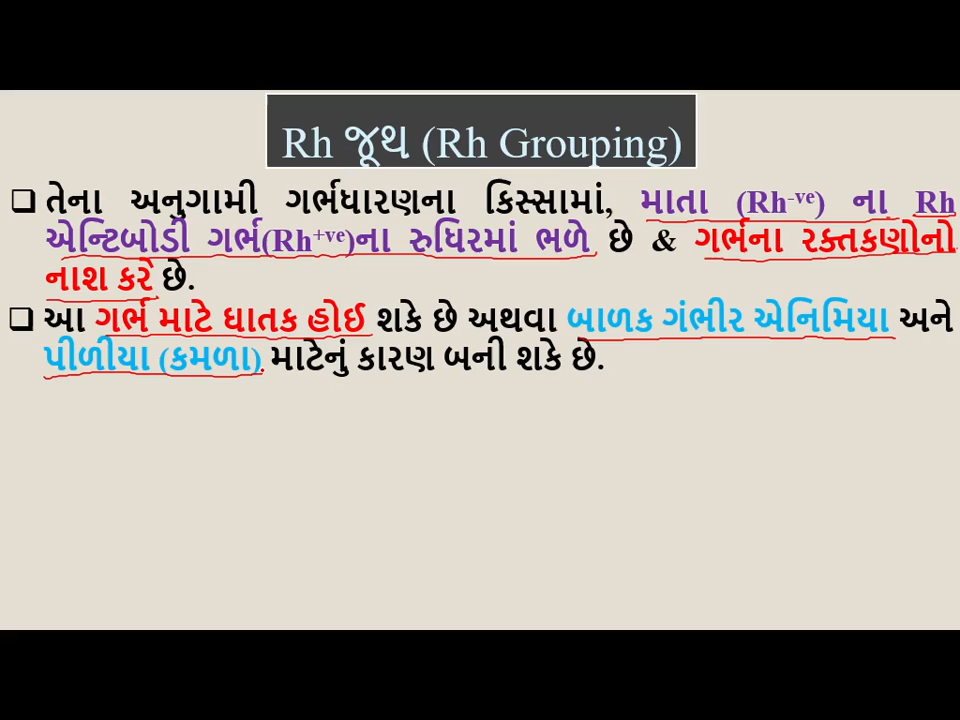 Rh જૂથ (Rh Grouping)
❑ તેના અનુગામી ગર્ભધારણના કિસ્સામાં, માતા (Rh-ve) ના Rh
એન્ટિબોડી ગર્ભ(Rh+ve)ના રુધિરમાં ભળે છે & ગર્ભના રક્તકણોનો
નાશ કરે છે.
❑ આ ગર્ભ માટે ઘાતક હોઈ શકે છે અથવા બાળક ગંભીર એનિમિયા અને
પીળીયા (કમળા) માટેનું કારણ બની શકે છે.